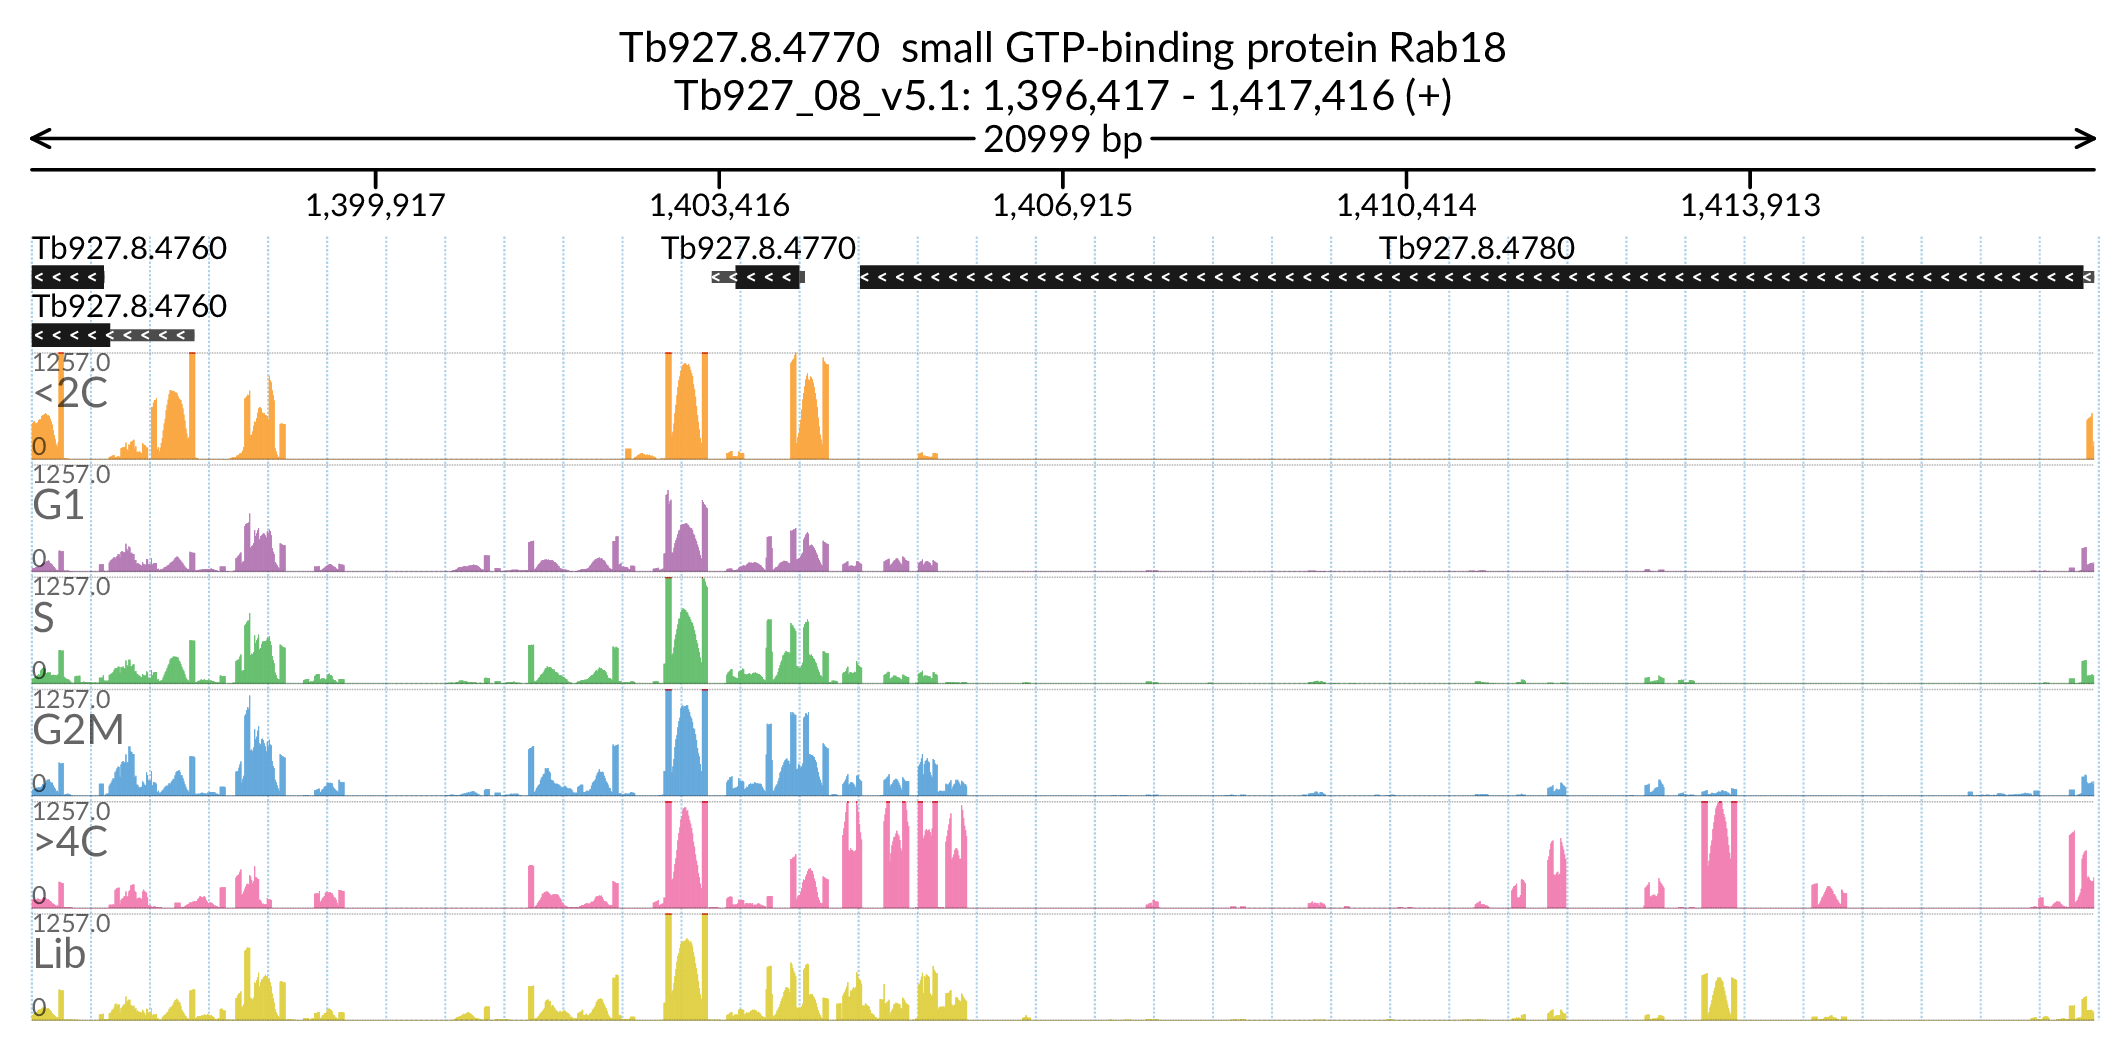 Tb927.8.4770  small GTP-binding protein Rab18
Tb927_08_v5.1: 1,396,417 - 1,417,416 (+)
20999 bp
1,399,917 1,403,416 1,406,915 1,410,414 1,413,913
Tb927.8.4760 Tb927.8.4770 Tb927.8.4780
Tb927.8.4760
1257.0
<2C
0
1257.0
G1
0
1257.0
S
0
1257.0
G2M
0
1257.0
>4C
0
1257.0
Lib
0